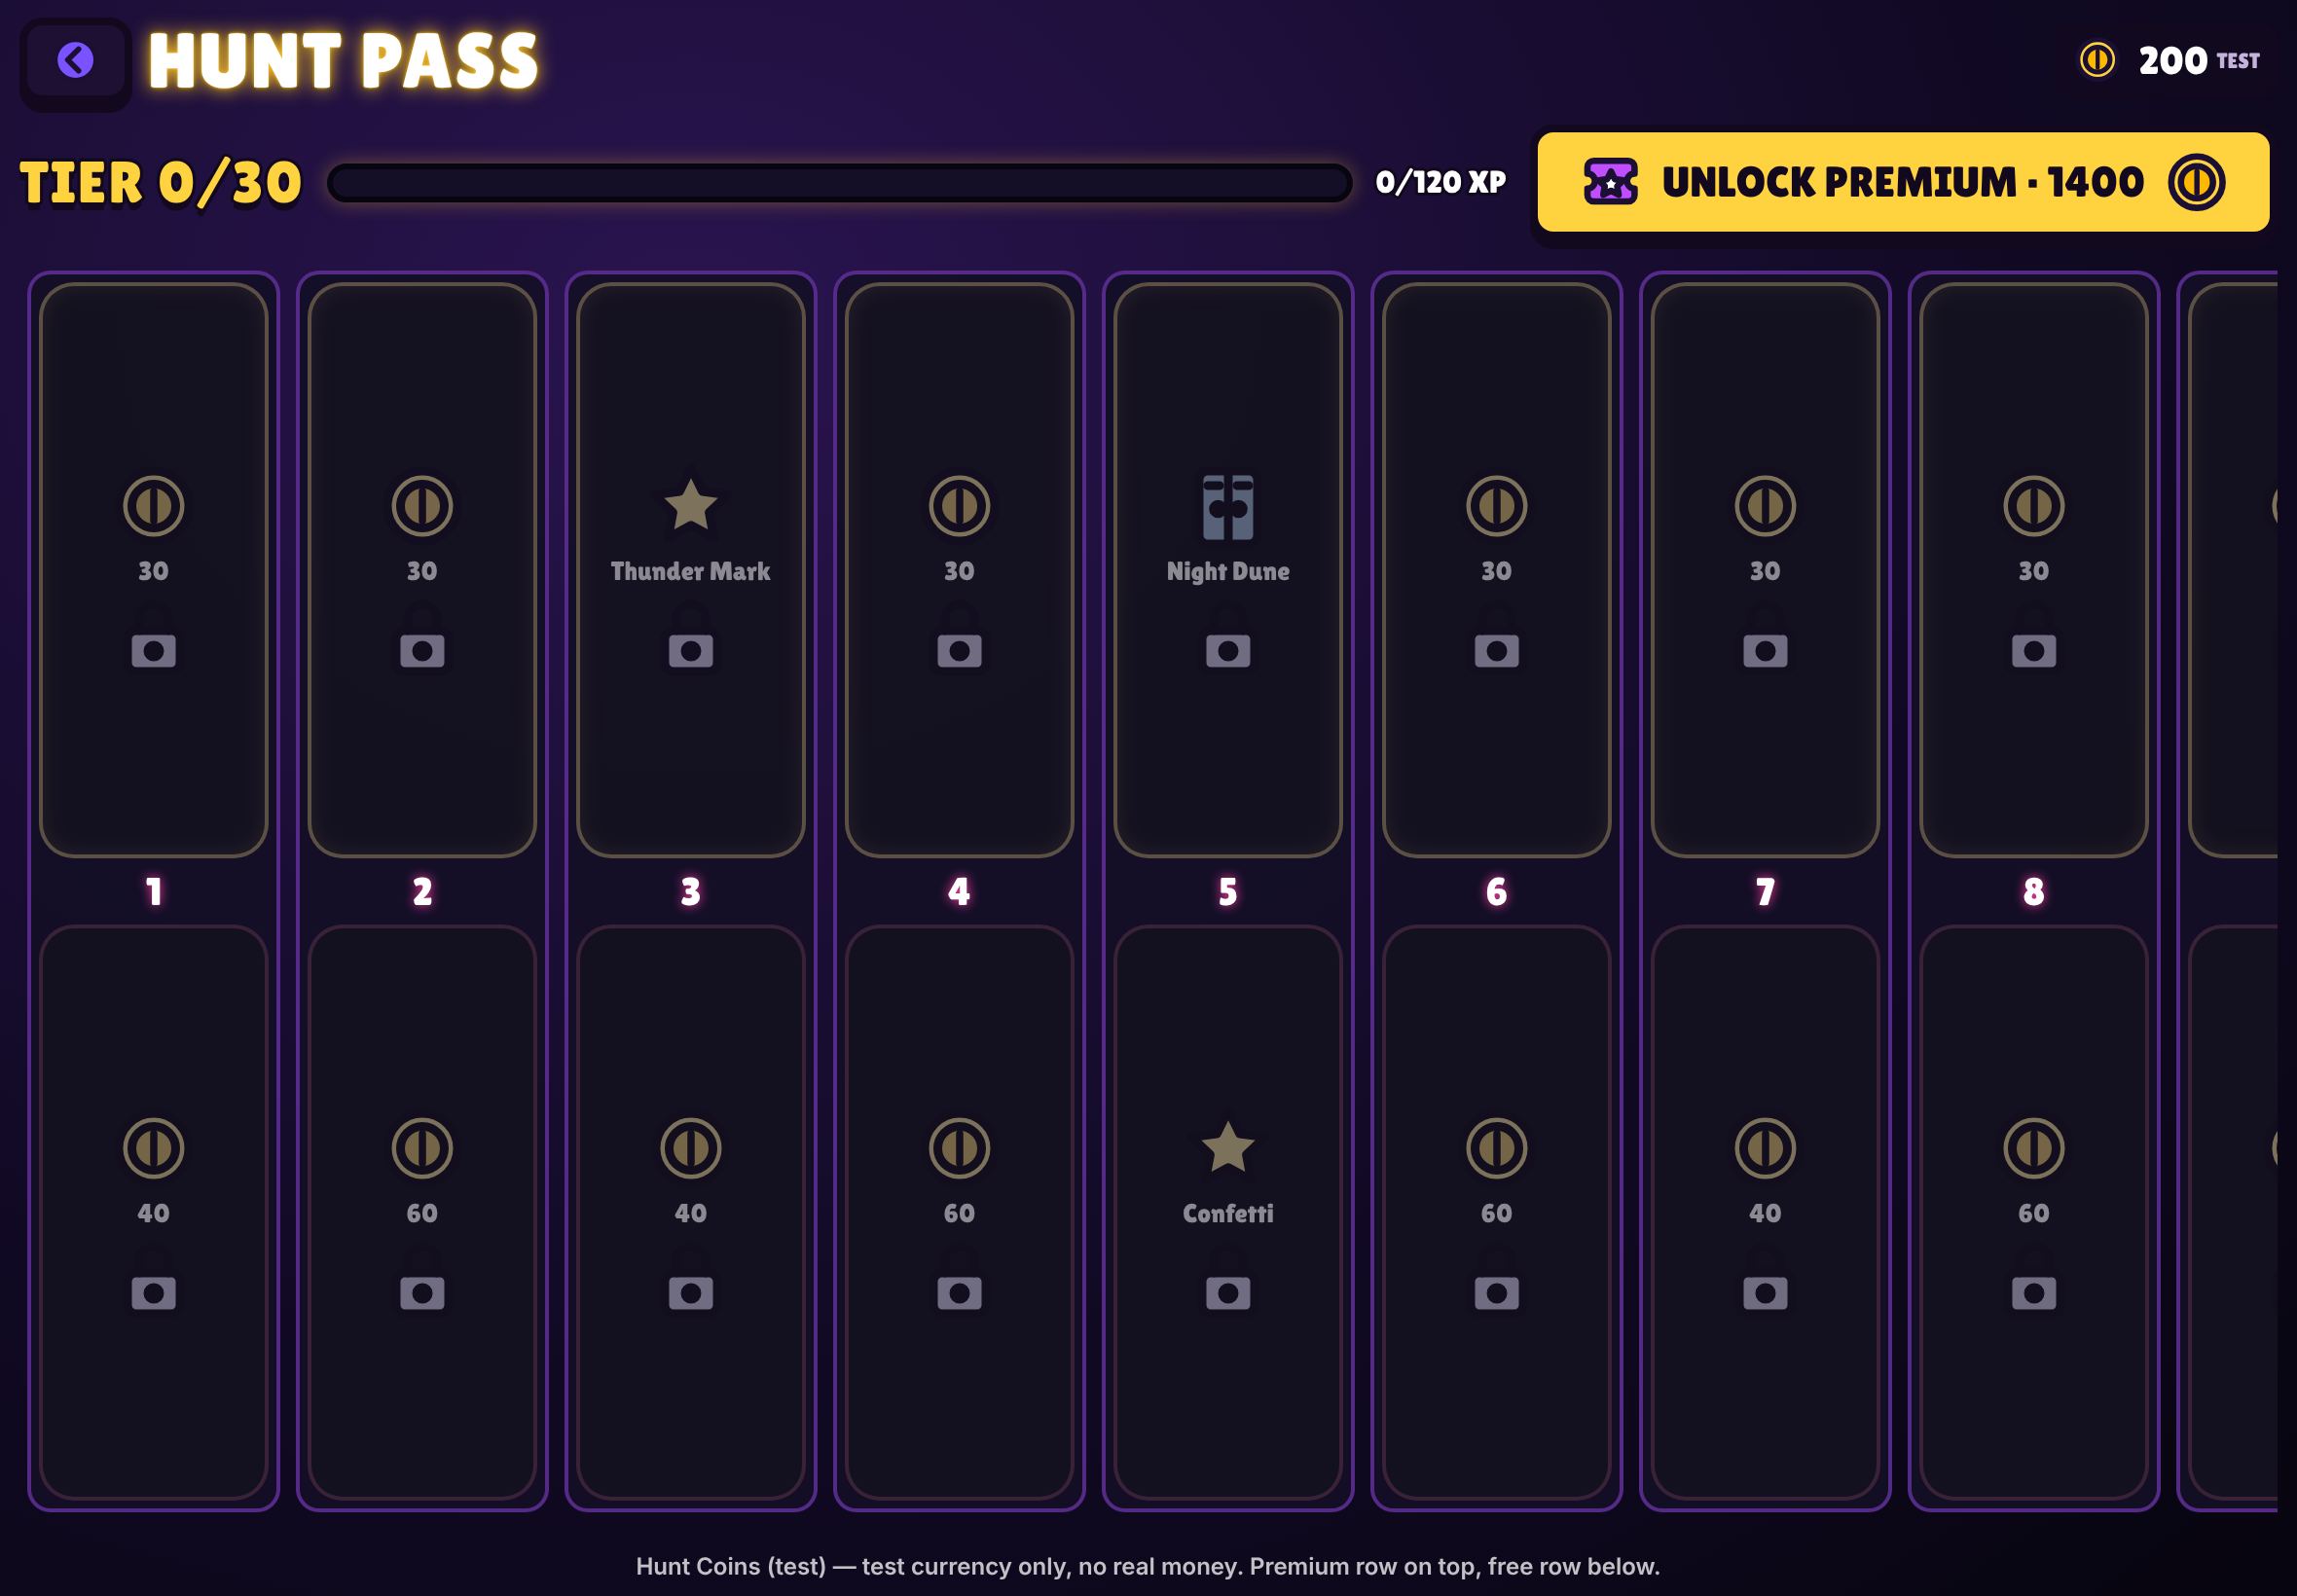 HUNT PASS
200 TEST
TIER 0/30
0/120 XP
UNLOCK PREMIUM · 1400
30
30
Thunder Mark
30
Night Dune
30
30
30
1
2
3
4
5
6
7
8
40
60
40
60
Confetti
60
40
60
Hunt Coins (test) — test currency only, no real money. Premium row on top, free row below.